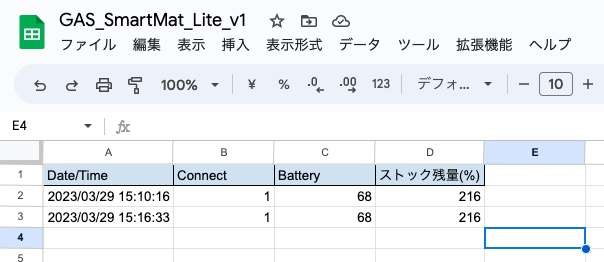 GAS_SmartMat_Lite_v1
ファイル 編集 表示 挿入 表示形式 データ ツール 拡張機能 ヘルプ
100% ¥ % .0 .00 123 デフォ... 10
E4 fx
A B C D E
1 Date/Time Connect Battery ストック残量(%)
2 2023/03/29 15:10:16 1 68 216
3 2023/03/29 15:16:33 1 68 216
4